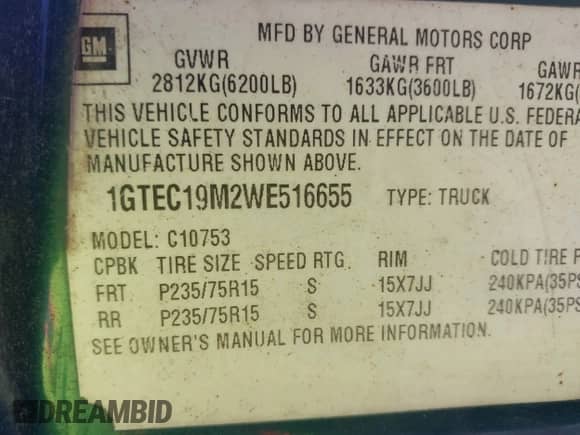 GM
MFD BY GENERAL MOTORS CORP
GVWR GAWR FRT GAWR
2812KG(6200LB) 1633KG(3600LB) 1672KG(
THIS VEHICLE CONFORMS TO ALL APPLICABLE U.S. FEDERA
VEHICLE SAFETY STANDARDS IN EFFECT ON THE DATE OF
MANUFACTURE SHOWN ABOVE.
1GTEC19M2WE516655 TYPE: TRUCK
MODEL: C10753
CPBK TIRE SIZE SPEED RTG RIM COLD TIRE P
FRT P235/75R15 S 15X7JJ 240KPA(35PS
RR P235/75R15 S 15X7JJ 240KPA(35PS
SEE OWNER'S MANUAL FOR MORE INFORMATION.
DREAMBID